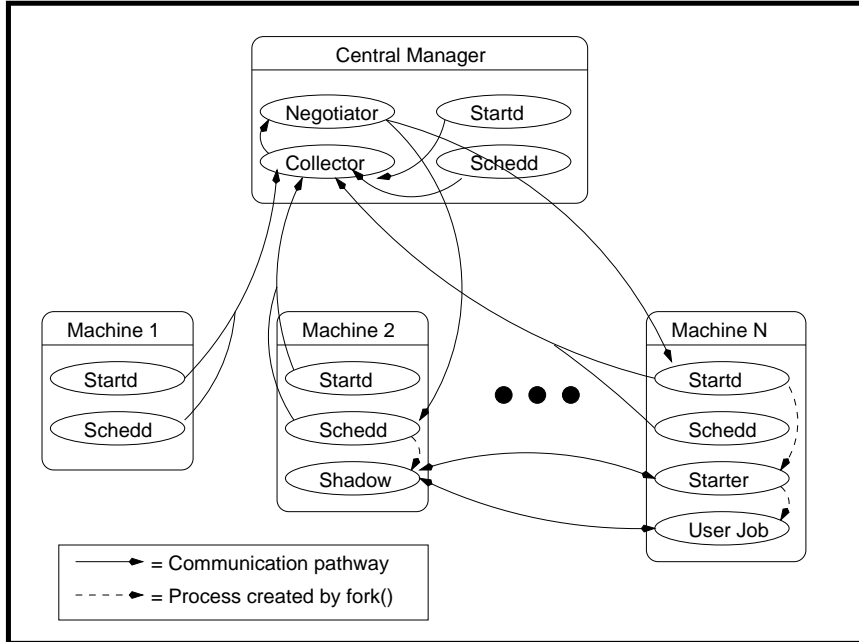 Central Manager
Negotiator
Startd
Collector
Schedd
Machine 1
Startd
Schedd
Machine 2
Startd
Schedd
Shadow
Machine N
Startd
Schedd
Starter
User Job
= Communication pathway
= Process created by fork()